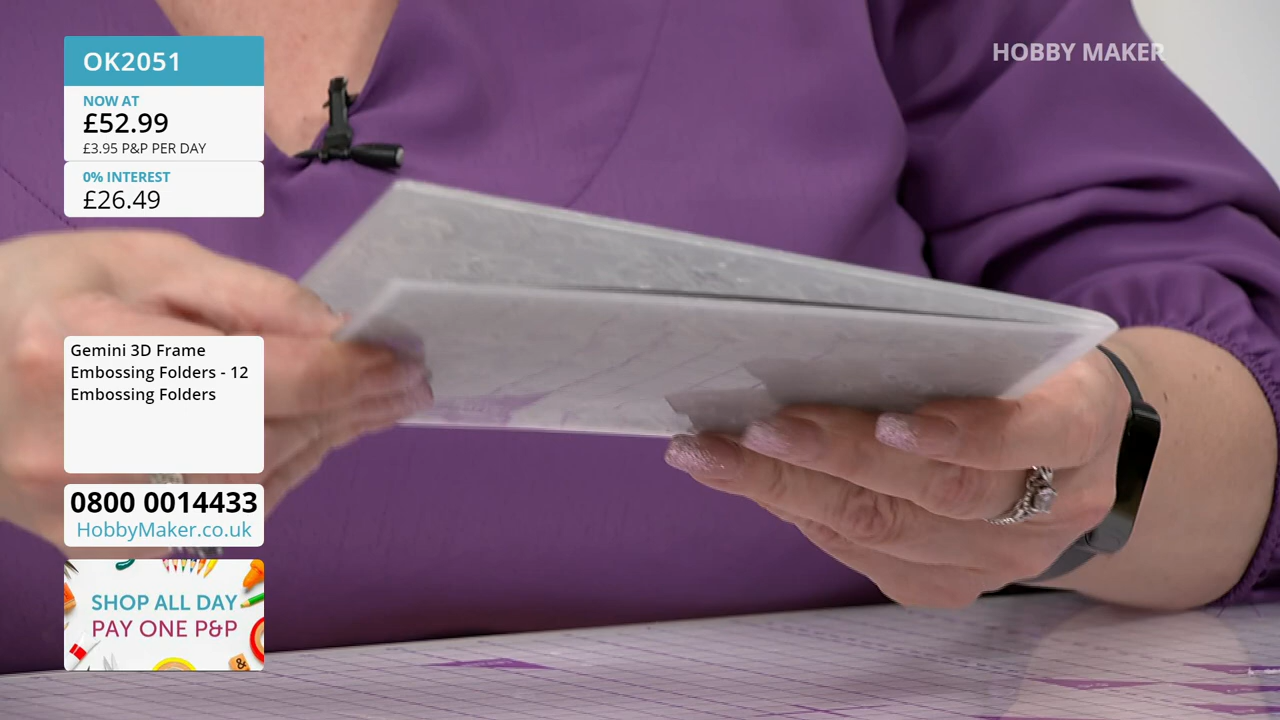 OK2051
NOW AT
£52.99
£3.95 P&P PER DAY
0% INTEREST
£26.49
Gemini 3D Frame
Embossing Folders - 12
Embossing Folders
0800 0014433
HobbyMaker.co.uk
SHOP ALL DAY
PAY ONE P&P
&
HOBBY MAKER